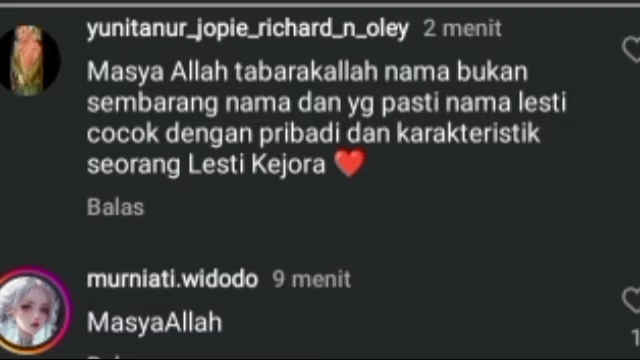 yunitanur_jopie_richard_n_oley 2 menit
Masya Allah tabarakallah nama bukan
sembarang nama dan yg pasti nama lesti
cocok dengan pribadi dan karakteristik
seorang Lesti Kejora ❤️
Balas
murniati.widodo 9 menit
MasyaAllah
1